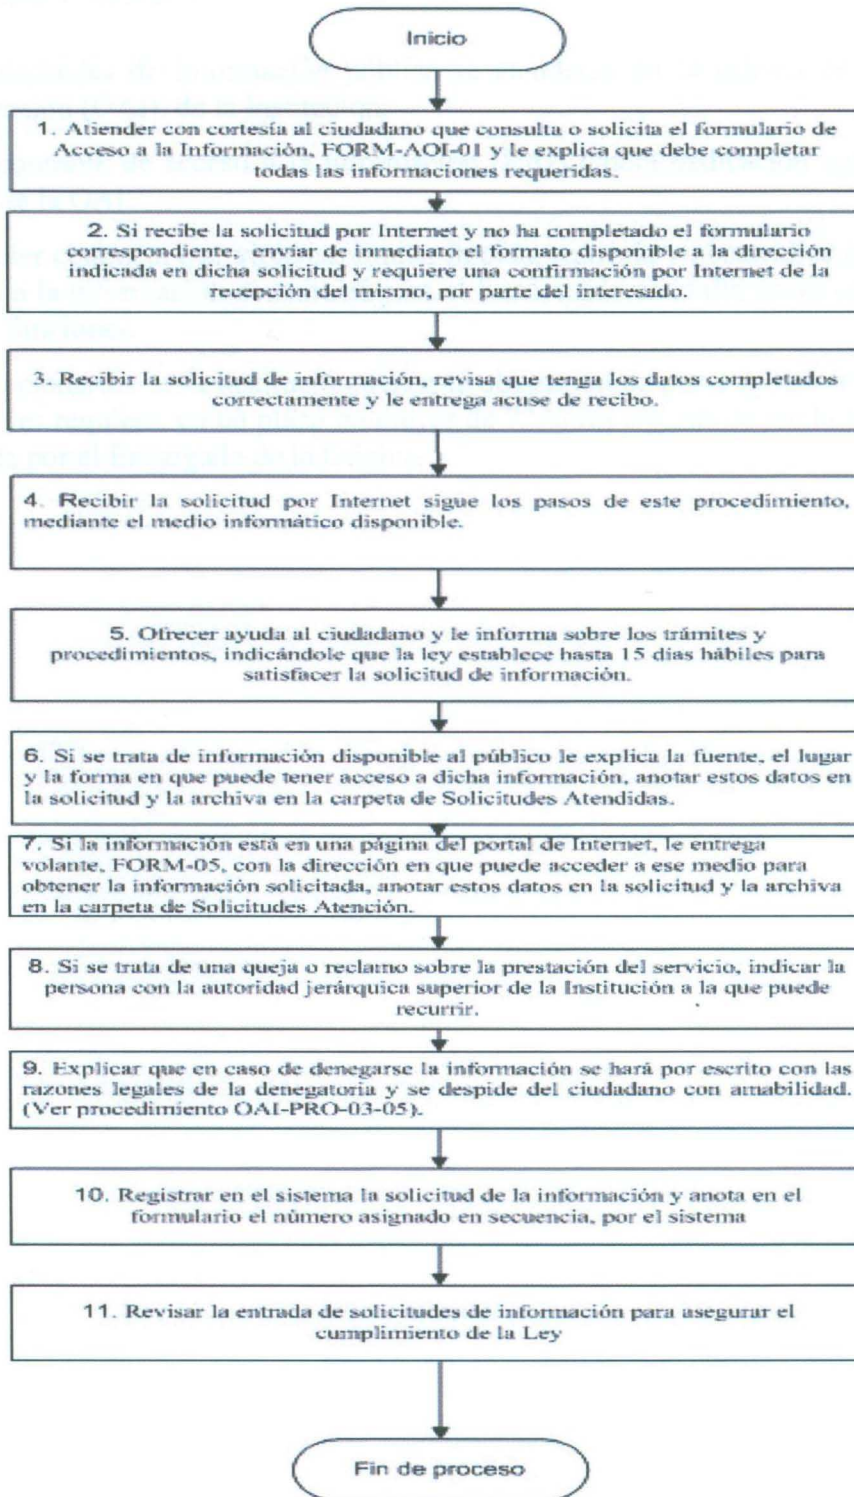 Inicio
1. Atiender con cortesía al ciudadano que consulta o solicita el formulario de
Acceso a la Información, FORM-AOI-01 y le explica que debe completar
todas las informaciones requeridas.
2. Si recibe la solicitud por Internet y no ha completado el formulario
correspondiente, enviar de inmediato el formato disponible a la dirección
indicada en dicha solicitud y requiere una confirmación por Internet de la
recepción del mismo, por parte del interesado.
3. Recibir la solicitud de información, revisa que tenga los datos completados
correctamente y le entrega acuse de recibo.
4. Recibir la solicitud por Internet sigue los pasos de este procedimiento,
mediante el medio informático disponible.
5. Ofrecer ayuda al ciudadano y le informa sobre los trámites y
procedimientos, indicándole que la ley establece hasta 15 días hábiles para
satisfacer la solicitud de información.
6. Si se trata de información disponible al público le explica la fuente, el lugar
y la forma en que puede tener acceso a dicha información, anotar estos datos en
la solicitud y la archiva en la carpeta de Solicitudes Atendidas.
7. Si la información está en una página del portal de Internet, le entrega
volante, FORM-05, con la dirección en que puede acceder a ese medio para
obtener la información solicitada, anotar estos datos en la solicitud y la archiva
en la carpeta de Solicitudes Atención.
8. Si se trata de una queja o reclamo sobre la prestación del servicio, indicar la
persona con la autoridad jerárquica superior de la Institución a la que puede
recurrir.
9. Explicar que en caso de denegarse la información se hará por escrito con las
razones legales de la denegatoria y se despide del ciudadano con amabilidad.
(Ver procedimiento OAI-PRO-03-05).
10. Registrar en el sistema la solicitud de la información y anota en el
formulario el número asignado en secuencia, por el sistema
11. Revisar la entrada de solicitudes de información para asegurar el
cumplimiento de la Ley
Fin de proceso